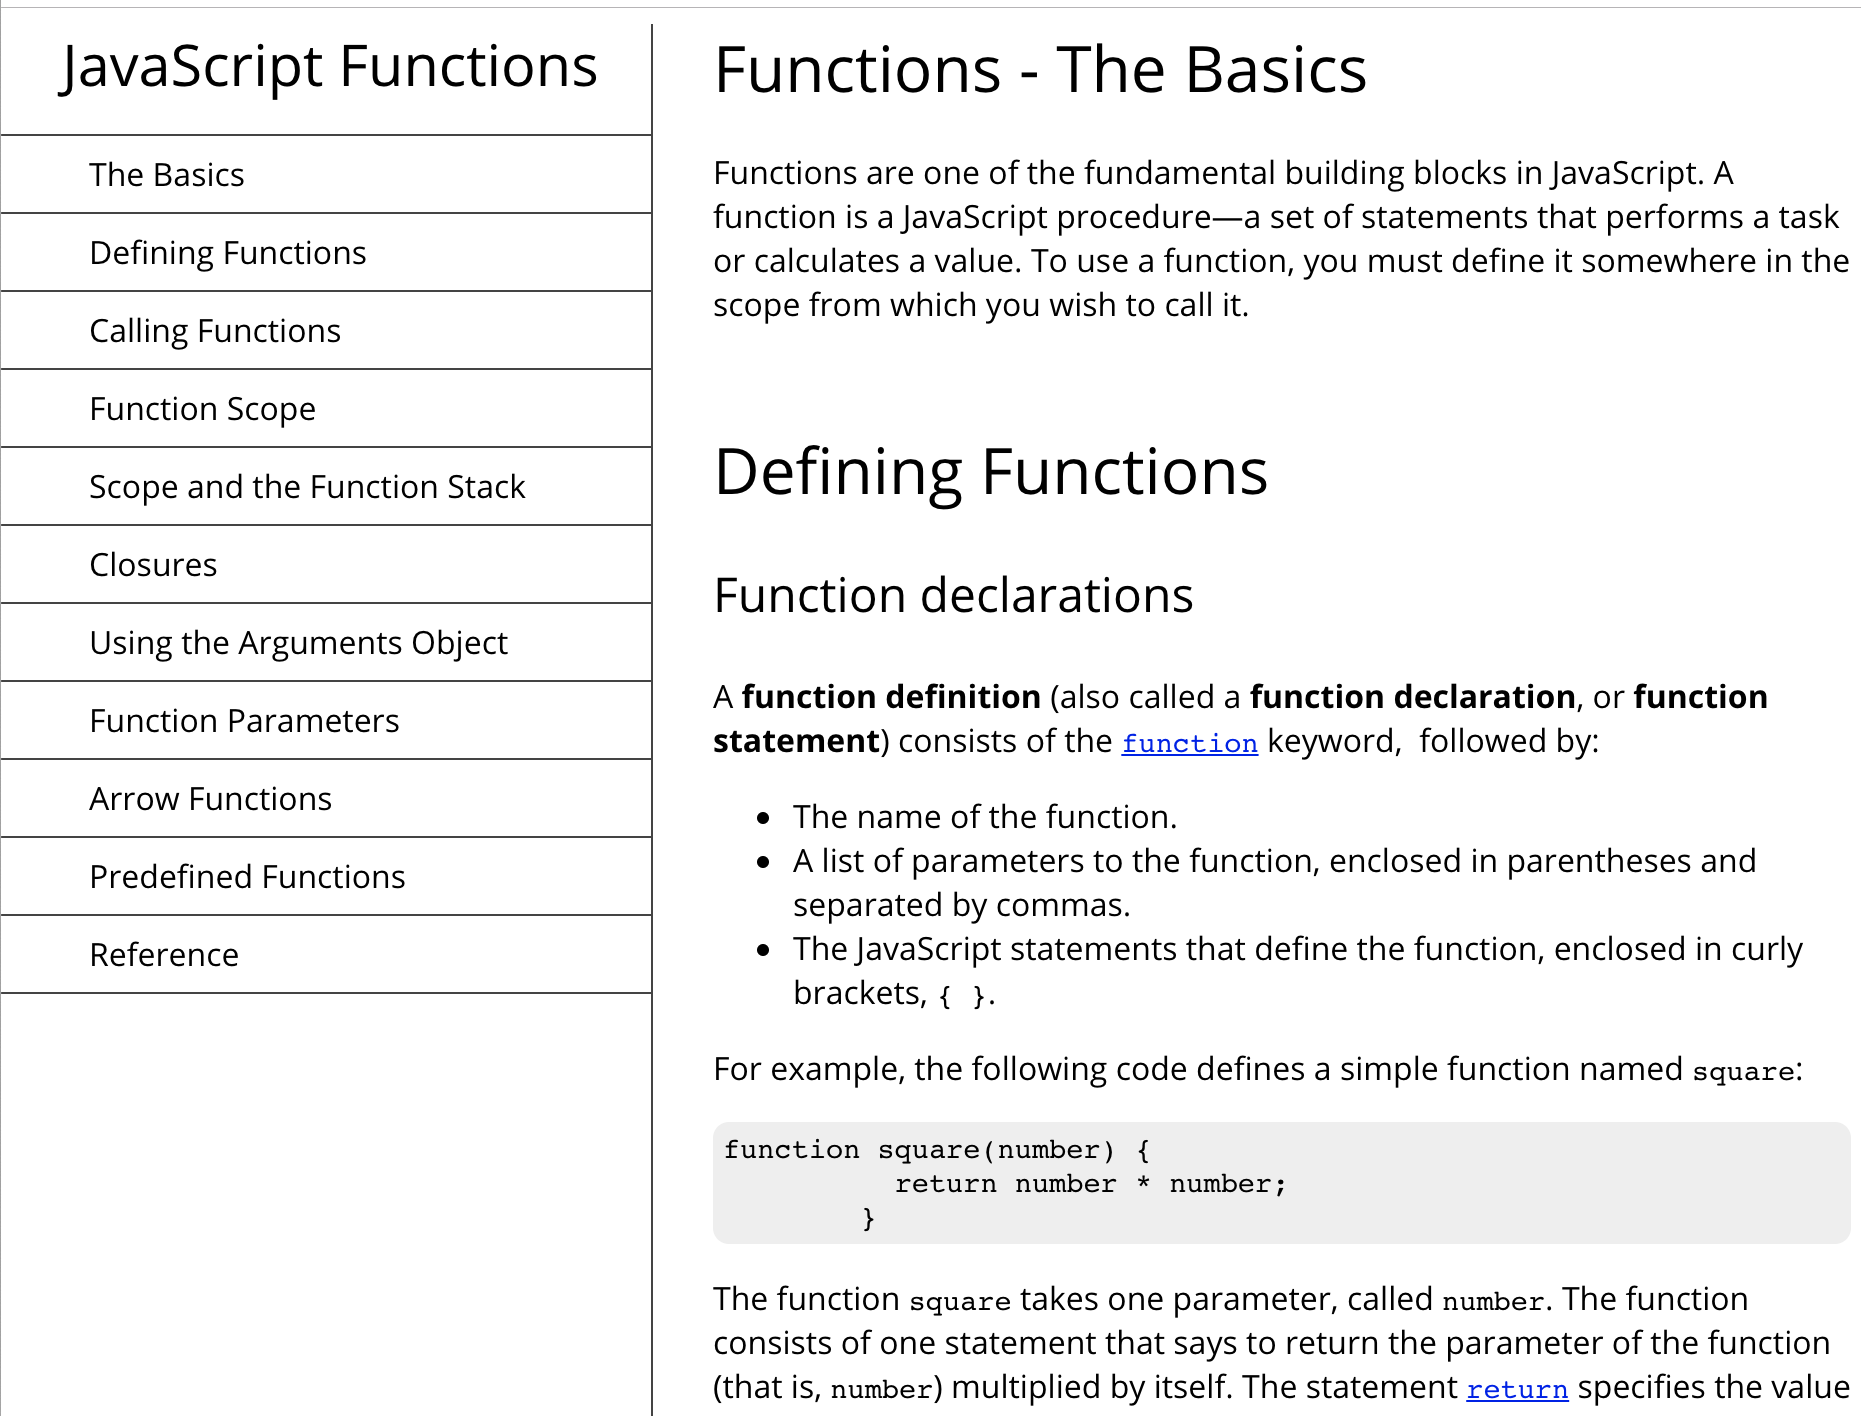 JavaScript Functions
The Basics
Defining Functions
Calling Functions
Function Scope
Scope and the Function Stack
Closures
Using the Arguments Object
Function Parameters
Arrow Functions
Predefined Functions
Reference
Functions - The Basics
Functions are one of the fundamental building blocks in JavaScript. A
function is a JavaScript procedure—a set of statements that performs a task
or calculates a value. To use a function, you must define it somewhere in the
scope from which you wish to call it.
Defining Functions
Function declarations
A function definition (also called a function declaration, or function
statement) consists of the function keyword,  followed by:
• The name of the function.
• A list of parameters to the function, enclosed in parentheses and
separated by commas.
• The JavaScript statements that define the function, enclosed in curly
brackets, { }.
For example, the following code defines a simple function named square:
function square(number) {
          return number * number;
        }
The function square takes one parameter, called number. The function
consists of one statement that says to return the parameter of the function
(that is, number) multiplied by itself. The statement return specifies the value